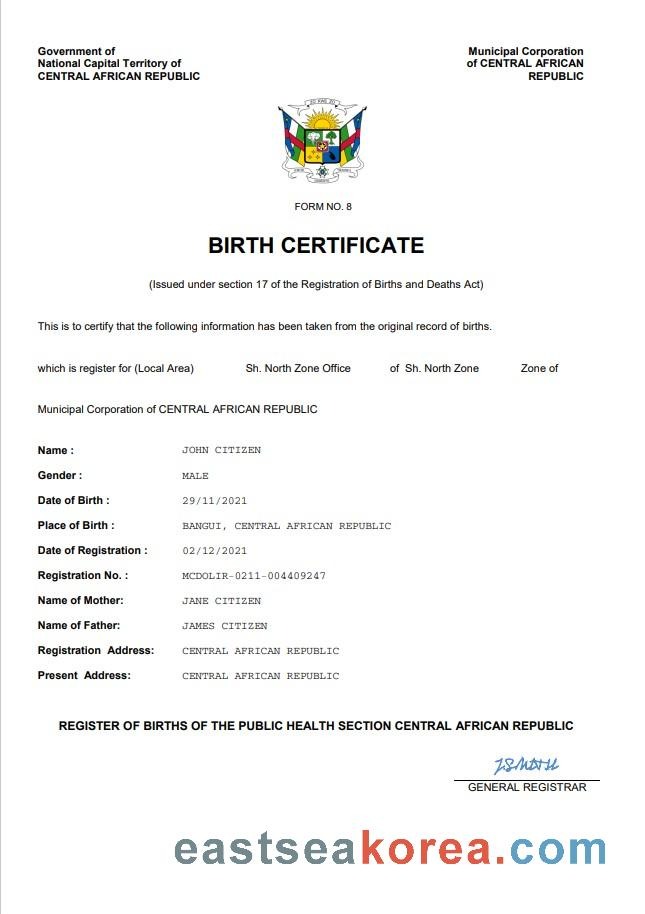 Government of
National Capital Territory of
CENTRAL AFRICAN REPUBLIC
Municipal Corporation
of CENTRAL AFRICAN
REPUBLIC
FORM NO. 8
BIRTH CERTIFICATE
(Issued under section 17 of the Registration of Births and Deaths Act)
This is to certify that the following information has been taken from the original record of births.
which is register for (Local Area) Sh. North Zone Office of Sh. North Zone Zone of
Municipal Corporation of CENTRAL AFRICAN REPUBLIC
Name : JOHN CITIZEN
Gender : MALE
Date of Birth : 29/11/2021
Place of Birth : BANGUI, CENTRAL AFRICAN REPUBLIC
Date of Registration : 02/12/2021
Registration No. : MCDOLIR-0211-004409247
Name of Mother: JANE CITIZEN
Name of Father: JAMES CITIZEN
Registration Address: CENTRAL AFRICAN REPUBLIC
Present Address: CENTRAL AFRICAN REPUBLIC
REGISTER OF BIRTHS OF THE PUBLIC HEALTH SECTION CENTRAL AFRICAN REPUBLIC
GENERAL REGISTRAR
eastseakorea.com